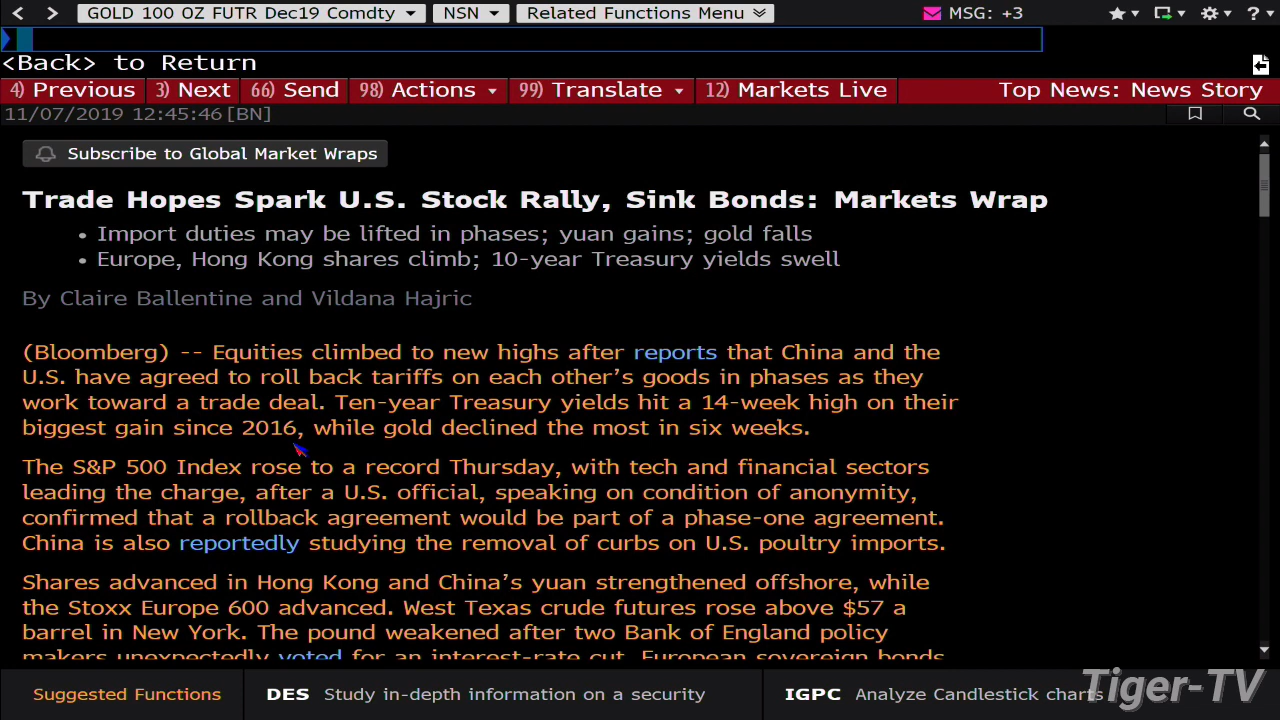 GOLD 100 OZ FUTR Dec19 Comdty NSN Related Functions Menu MSG: +3 ?
<Back> to Return
4) Previous 3) Next 66) Send 98) Actions 99) Translate 12) Markets Live Top News: News Story
11/07/2019 12:45:46 [BN]
Subscribe to Global Market Wraps
Trade Hopes Spark U.S. Stock Rally, Sink Bonds: Markets Wrap
• Import duties may be lifted in phases; yuan gains; gold falls
• Europe, Hong Kong shares climb; 10-year Treasury yields swell
By Claire Ballentine and Vildana Hajric
(Bloomberg) -- Equities climbed to new highs after reports that China and the
U.S. have agreed to roll back tariffs on each other's goods in phases as they
work toward a trade deal. Ten-year Treasury yields hit a 14-week high on their
biggest gain since 2016, while gold declined the most in six weeks.
The S&P 500 Index rose to a record Thursday, with tech and financial sectors
leading the charge, after a U.S. official, speaking on condition of anonymity,
confirmed that a rollback agreement would be part of a phase-one agreement.
China is also reportedly studying the removal of curbs on U.S. poultry imports.
Shares advanced in Hong Kong and China's yuan strengthened offshore, while
the Stoxx Europe 600 advanced. West Texas crude futures rose above $57 a
barrel in New York. The pound weakened after two Bank of England policy
makers unexpectedly voted for an interest-rate cut. European sovereign bonds
Suggested Functions DES Study in-depth information on a security IGPC Analyze Candlestick charts
Tiger-TV